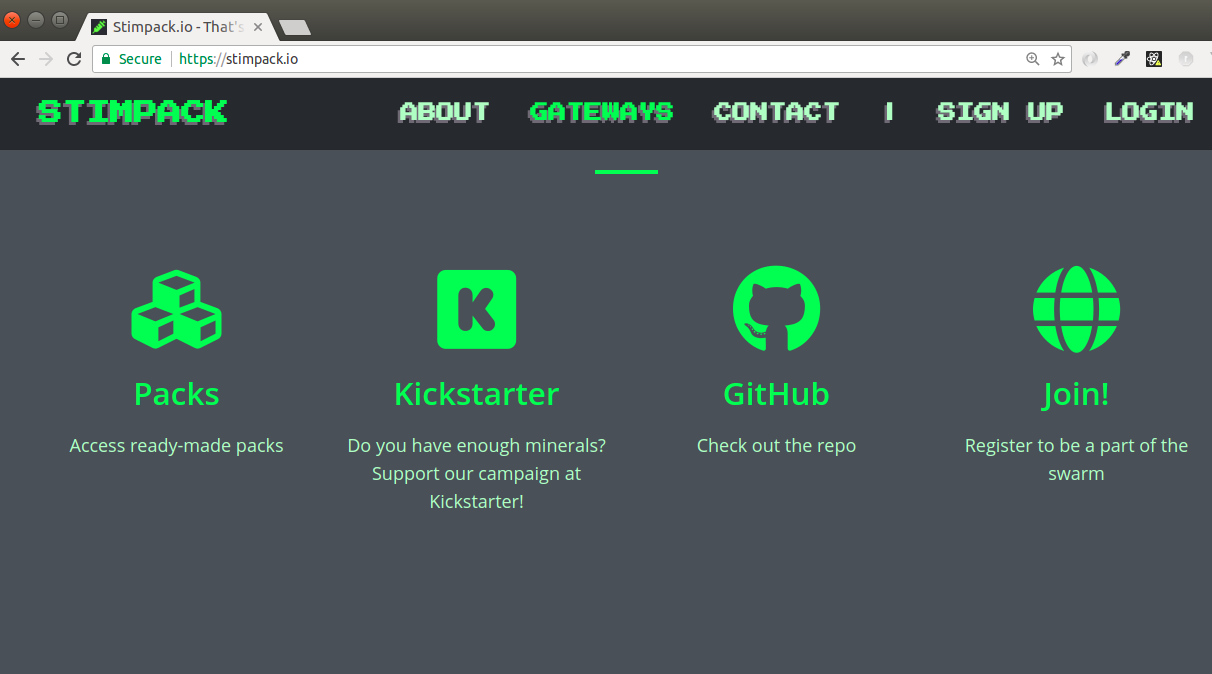 Stimpack.io - That's
Secure https://stimpack.io
STIMPACK ABOUT GATEWAYS CONTACT | SIGN UP LOGIN
Packs
Access ready-made packs
Kickstarter
Do you have enough minerals?
Support our campaign at
Kickstarter!
GitHub
Check out the repo
Join!
Register to be a part of the
swarm